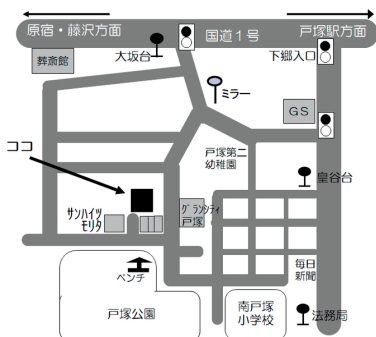 原宿・藤沢方面
国道1号
戸塚駅方面
大坂台
下郷入口
葬斎館
ミラー
GS
ココ
戸塚第二
幼稚園
皇谷台
サンハイツ
モリタ
グランシティ
戸塚
毎日
新聞
ベンチ
戸塚公園
南戸塚
小学校
法務局